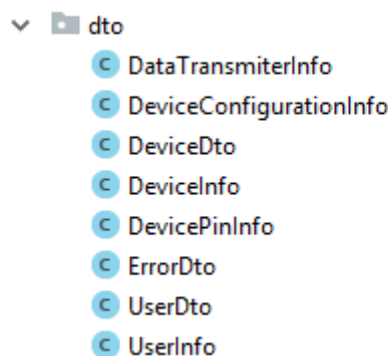 dto
C DataTransmiterInfo
C DeviceConfigurationInfo
C DeviceDto
C DeviceInfo
C DevicePinInfo
C ErrorDto
C UserDto
C UserInfo